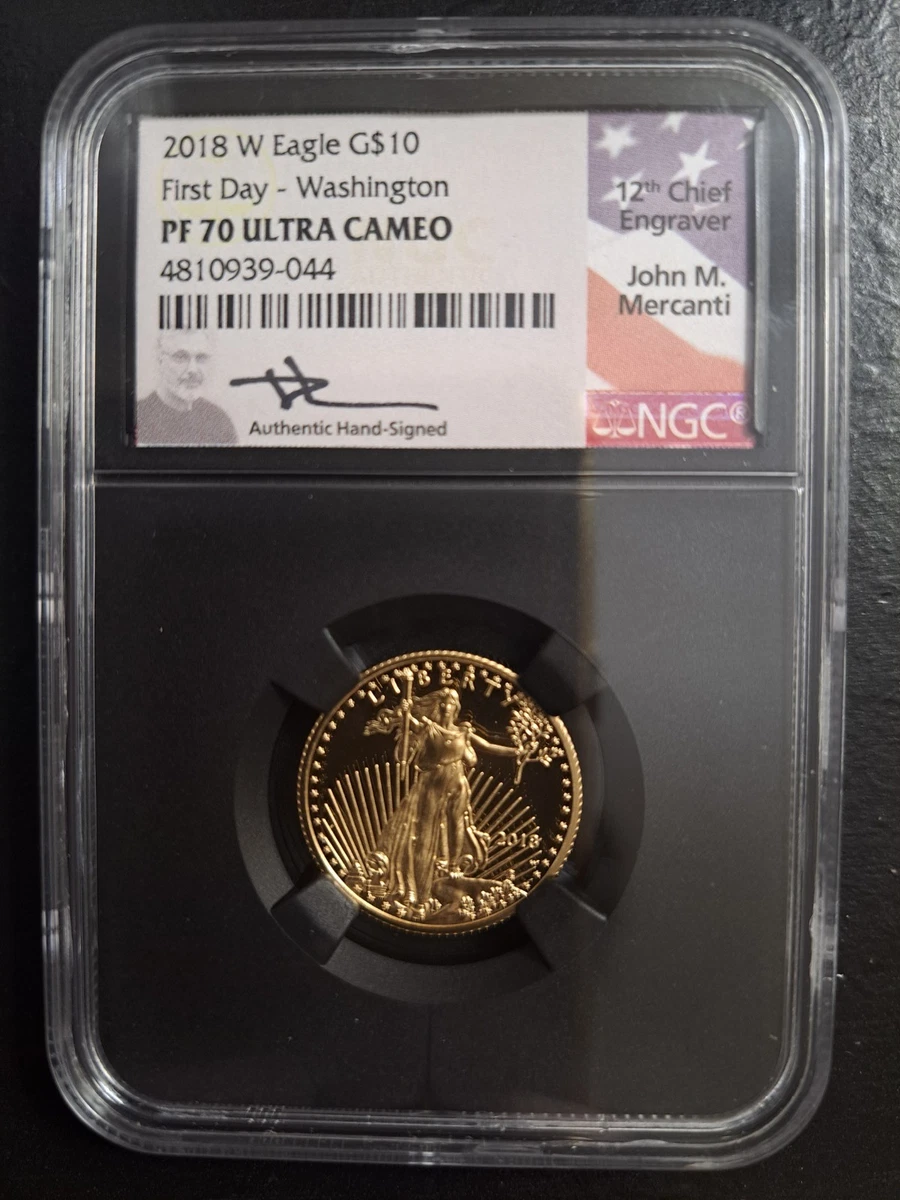 2018 W Eagle G$10
First Day - Washington
PF 70 ULTRA CAMEO
4810939-044
Authentic Hand-Signed
12th Chief
Engraver
John M.
Mercanti
NGC®
LIBERTY
2018